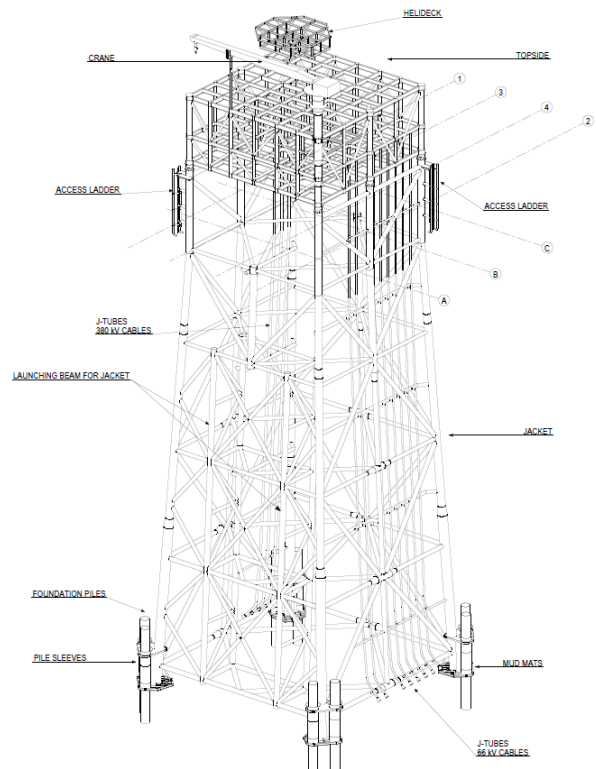 HELIDECK
CRANE
TOPSIDE
1
3
4
2
ACCESS LADDER
ACCESS LADDER
C
B
A
J-TUBES
380 kV CABLES
LAUNCHING BEAM FOR JACKET
JACKET
FOUNDATION PILES
PILE SLEEVES
MUD MATS
J-TUBES
66 kV CABLES